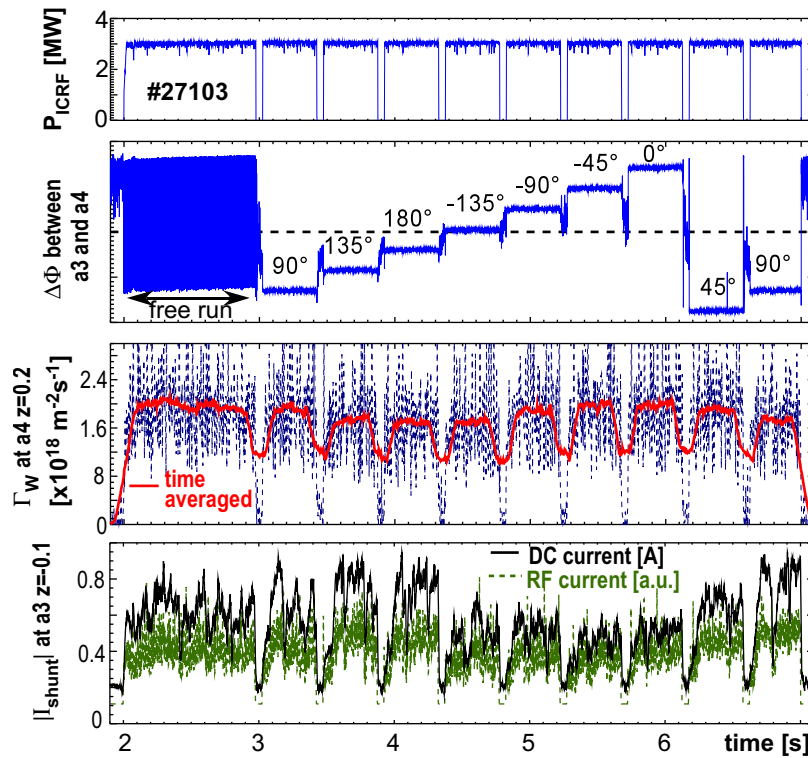 P_ICRF [MW]
4
2
0
#27103
ΔΦ between
a3 and a4
0°
-45°
-90°
-135°
180°
135°
90°
45°
90°
free run
Γ_W at a4 z=0.2
[x10^18 m^-2 s^-1]
2.4
1.6
8
0
time
averaged
|I_shunt| at a3 z=-0.1
0.8
0.4
0
DC current [A]
RF current [a.u.]
2 3 4 5 6 time [s]